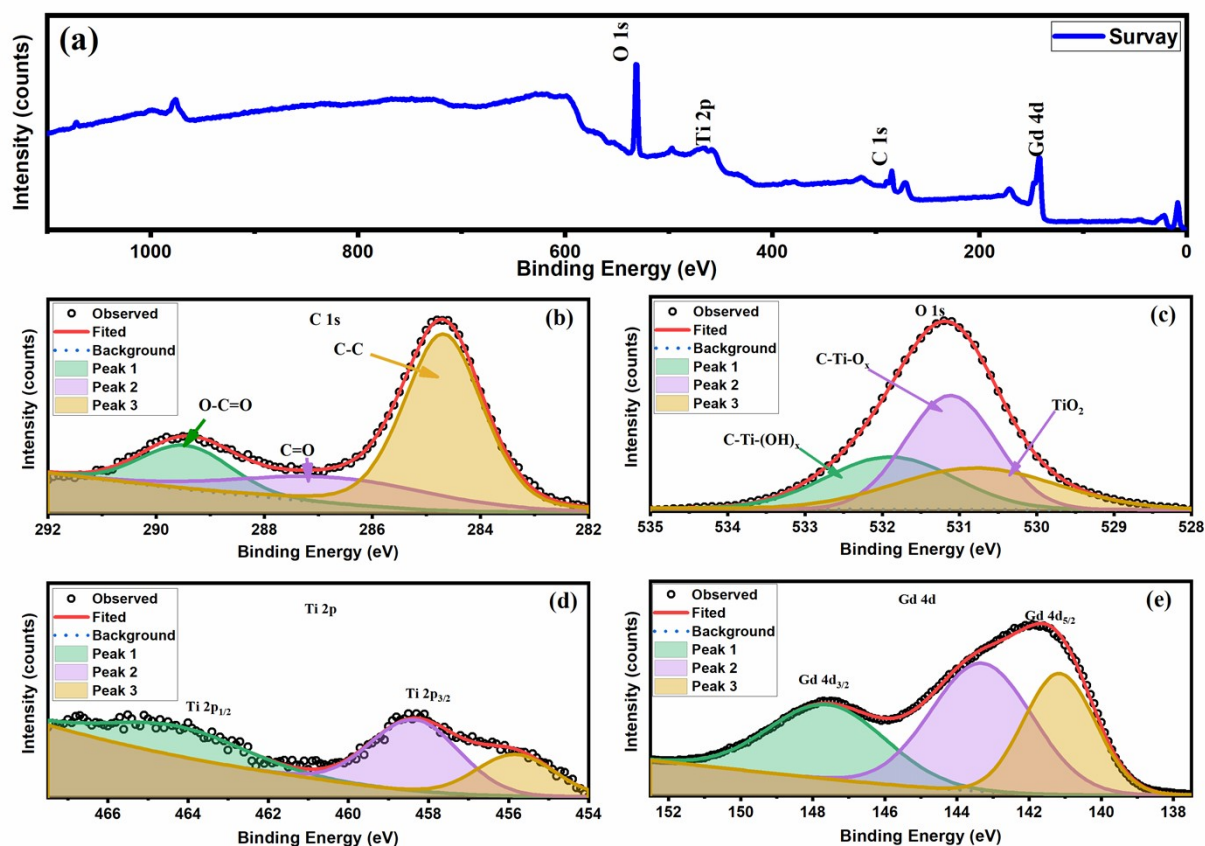 (a)
Survay
O 1s
Ti 2p
C 1s
Gd 4d
Intensity (counts)
1000 800 600 400 200 0
Binding Energy (eV)
Observed
Fited
Background
Peak 1
Peak 2
Peak 3
C 1s
(b)
C-C
O-C=O
C=O
Intensity (counts)
292 290 288 286 284 282
Binding Energy (eV)
Observed
Fited
Background
Peak 1
Peak 2
Peak 3
O 1s
(c)
C-Ti-Oₓ
TiO₂
C-Ti-(OH)ₓ
Intensity (counts)
535 534 533 532 531 530 529 528
Binding Energy (eV)
Observed
Fited
Background
Peak 1
Peak 2
Peak 3
Ti 2p
(d)
Ti 2p₁/₂
Ti 2p₃/₂
Intensity (counts)
466 464 462 460 458 456 454
Binding Energy (eV)
Observed
Fited
Background
Peak 1
Peak 2
Peak 3
Gd 4d
(e)
Gd 4d₅/₂
Gd 4d₃/₂
Intensity (counts)
152 150 148 146 144 142 140 138
Binding Energy (eV)